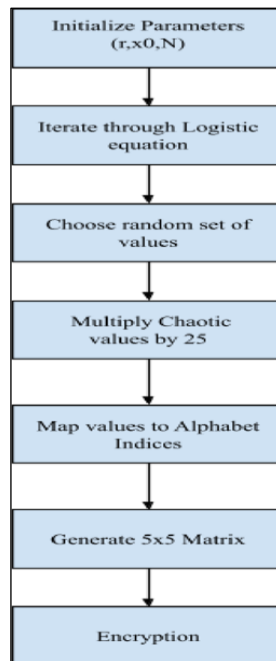 Initialize Parameters
(r,x0,N)
Iterate through Logistic
equation
Choose random set of
values
Multiply Chaotic
values by 25
Map values to Alphabet
Indices
Generate 5x5 Matrix
Encryption